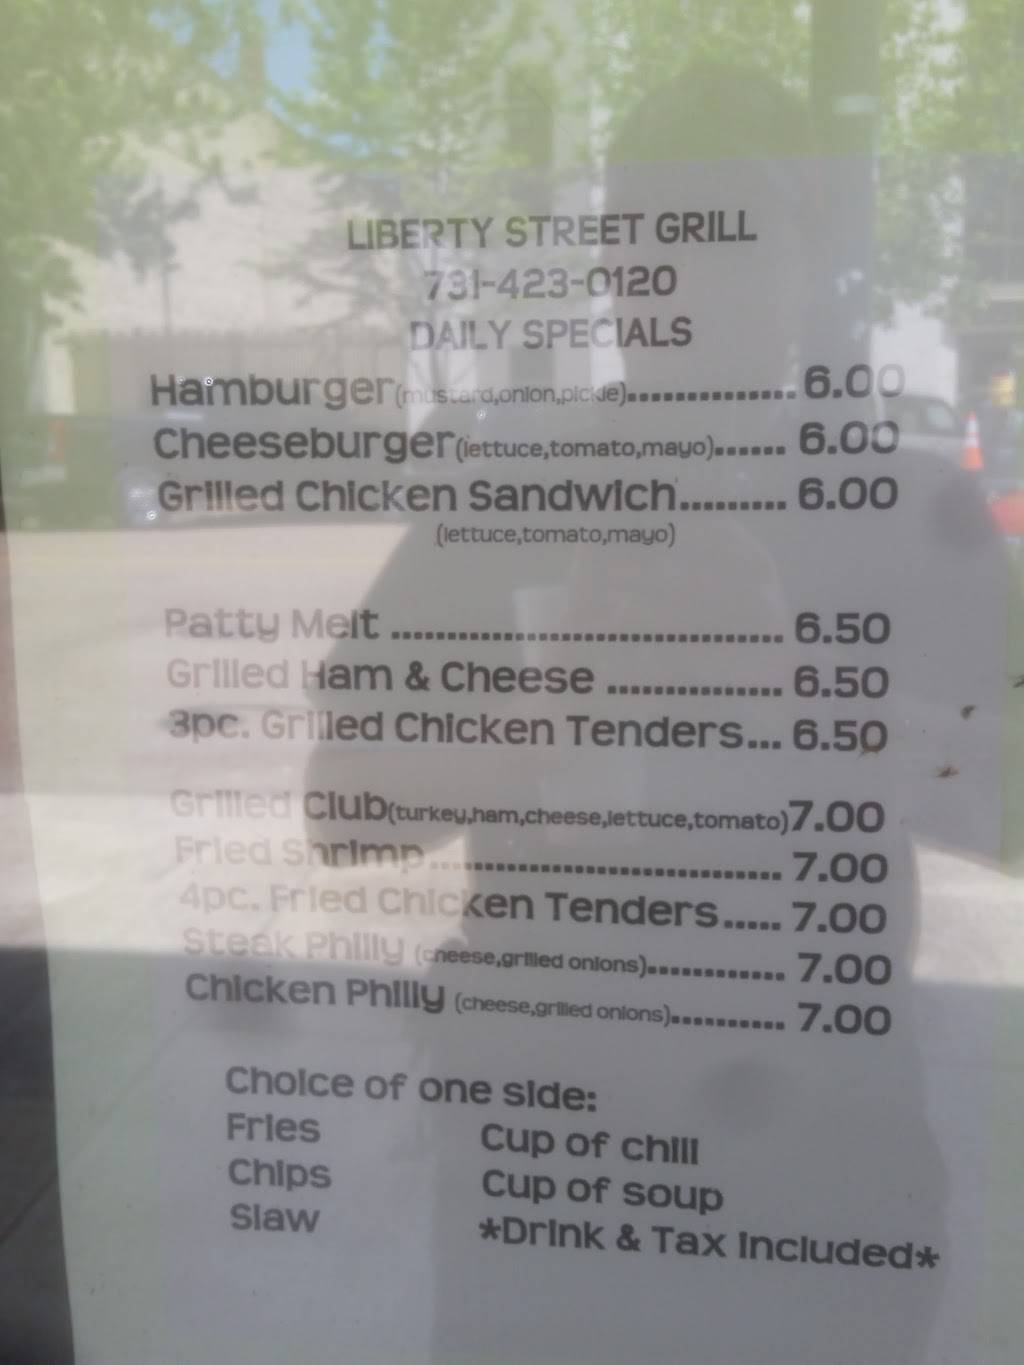 LIBERTY STREET GRILL
731-423-0120
DAILY SPECIALS
Hamburger(mustard,onion,pickle)............... 6.00
Cheeseburger(lettuce,tomato,mayo)....... 6.00
Grilled Chicken Sandwich.......... 6.00
(lettuce,tomato,mayo)
Patty Melt ................................... 6.50
Grilled Ham & Cheese ................ 6.50
3pc. Grilled Chicken Tenders... 6.50
Grilled Club(turkey,ham,cheese,lettuce,tomato)7.00
Fried Shrimp................................ 7.00
4pc. Fried Chicken Tenders..... 7.00
Steak Philly (cheese,grilled onions)............ 7.00
Chicken Philly (cheese,grilled onions).......... 7.00
Choice of one side:
Fries
Chips
Slaw
Cup of chili
Cup of soup
*Drink & Tax Included*